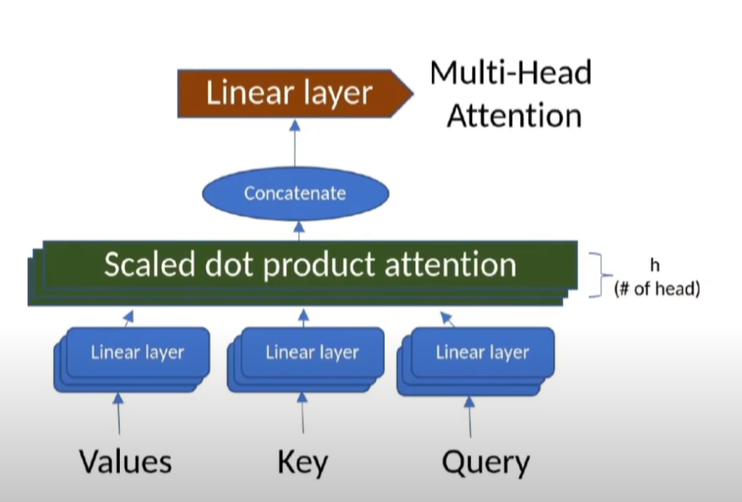 Linear layer
Multi-Head
Attention
Concatenate
Scaled dot product attention
h
(# of head)
Linear layer
Linear layer
Linear layer
Values
Key
Query